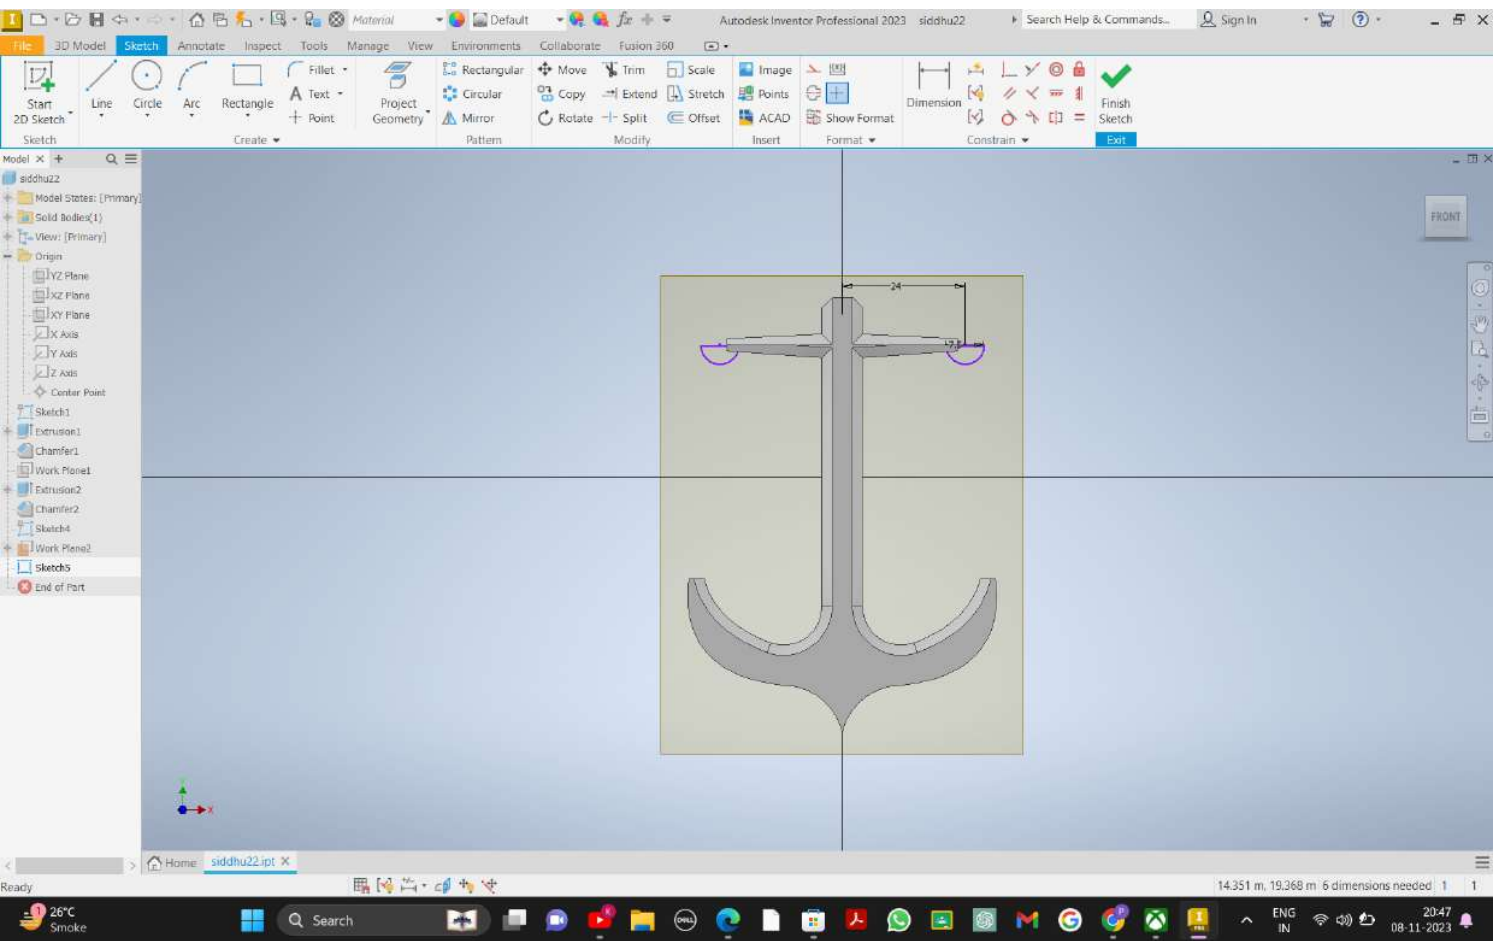 Material
Default
Autodesk Inventor Professional 2023 siddhu22
Search Help & Commands...
Sign In
File 3D Model Sketch Annotate Inspect Tools Manage View Environments Collaborate Fusion 360
Start
2D Sketch
Line
Circle
Arc
Rectangle
Fillet
Text
Point
Project
Geometry
Rectangular
Circular
Mirror
Move
Copy
Rotate
Trim
Extend
Split
Scale
Stretch
Offset
Image
Points
ACAD
Show Format
Dimension
Finish
Sketch
Sketch Create Pattern Modify Insert Format Constrain Exit
Model
siddhu22
Model States: [Primary]
Solid Bodies(1)
View: [Primary]
Origin
YZ Plane
XZ Plane
XY Plane
X Axis
Y Axis
Z Axis
Center Point
Sketch1
Extrusion1
Chamfer1
Work Plane1
Extrusion2
Chamfer2
Sketch4
Work Plane2
Sketch5
End of Part
FRONT
24
Y
X
Home siddhu22.ipt
Ready
14.351 m, 19.368 m 6 dimensions needed 1 1
1
26°C
Smoke
Search
ENG
IN
20:47
08-11-2023